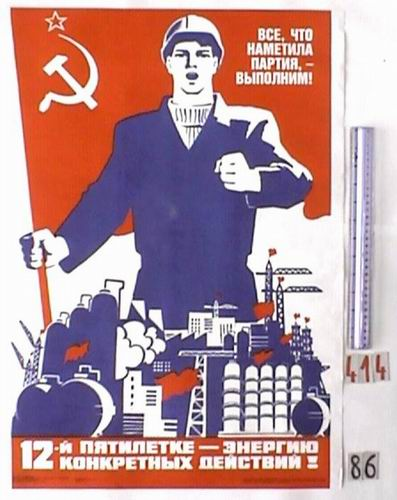 ВСЕ, ЧТО
НАМЕТИЛА
ПАРТИЯ, –
ВЫПОЛНИМ!
12-й ПЯТИЛЕТКЕ — ЭНЕРГИЮ
КОНКРЕТНЫХ ДЕЙСТВИЙ!
414
86